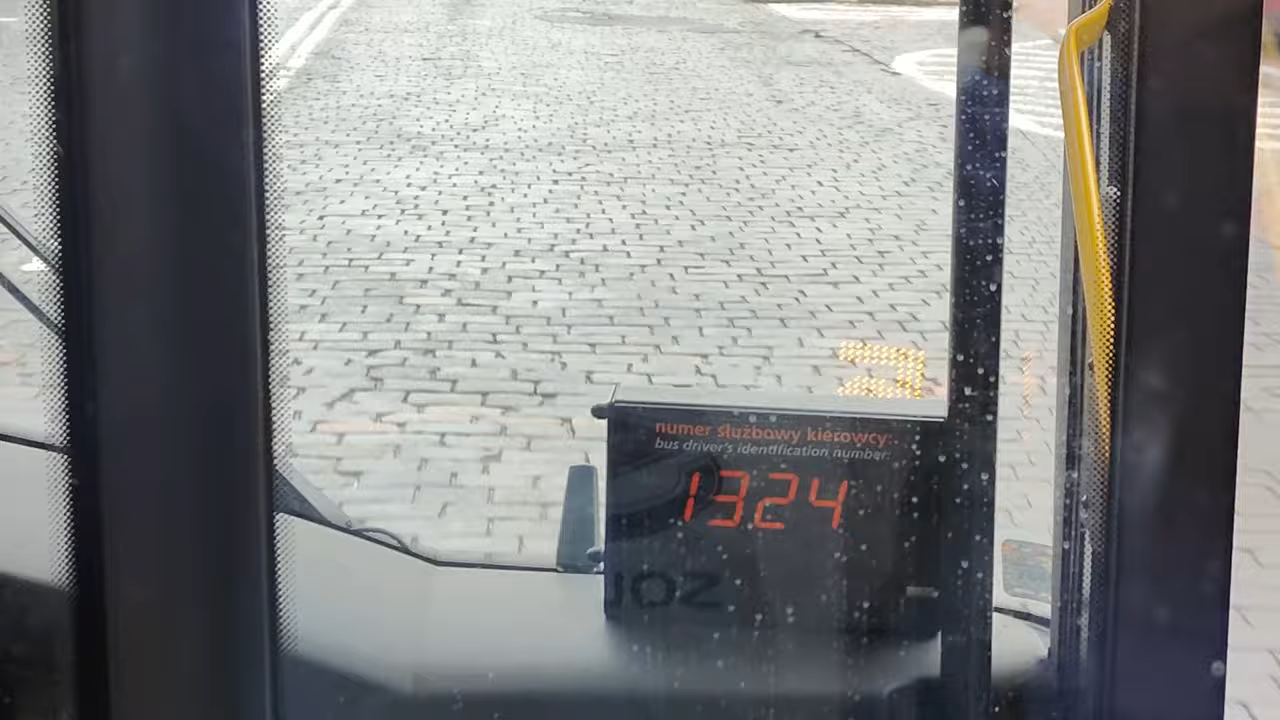 numer służbowy kierowcy:
bus driver's identification number:
1324